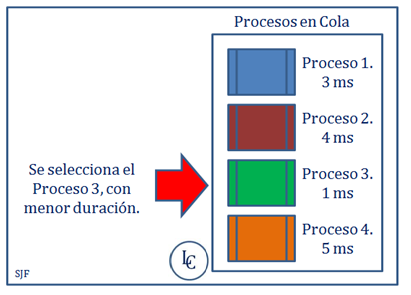 Procesos en Cola
Proceso 1.
3 ms
Proceso 2.
4 ms
Se selecciona el
Proceso 3, con
menor duración.
Proceso 3.
1 ms
Proceso 4.
5 ms
LC
SJF